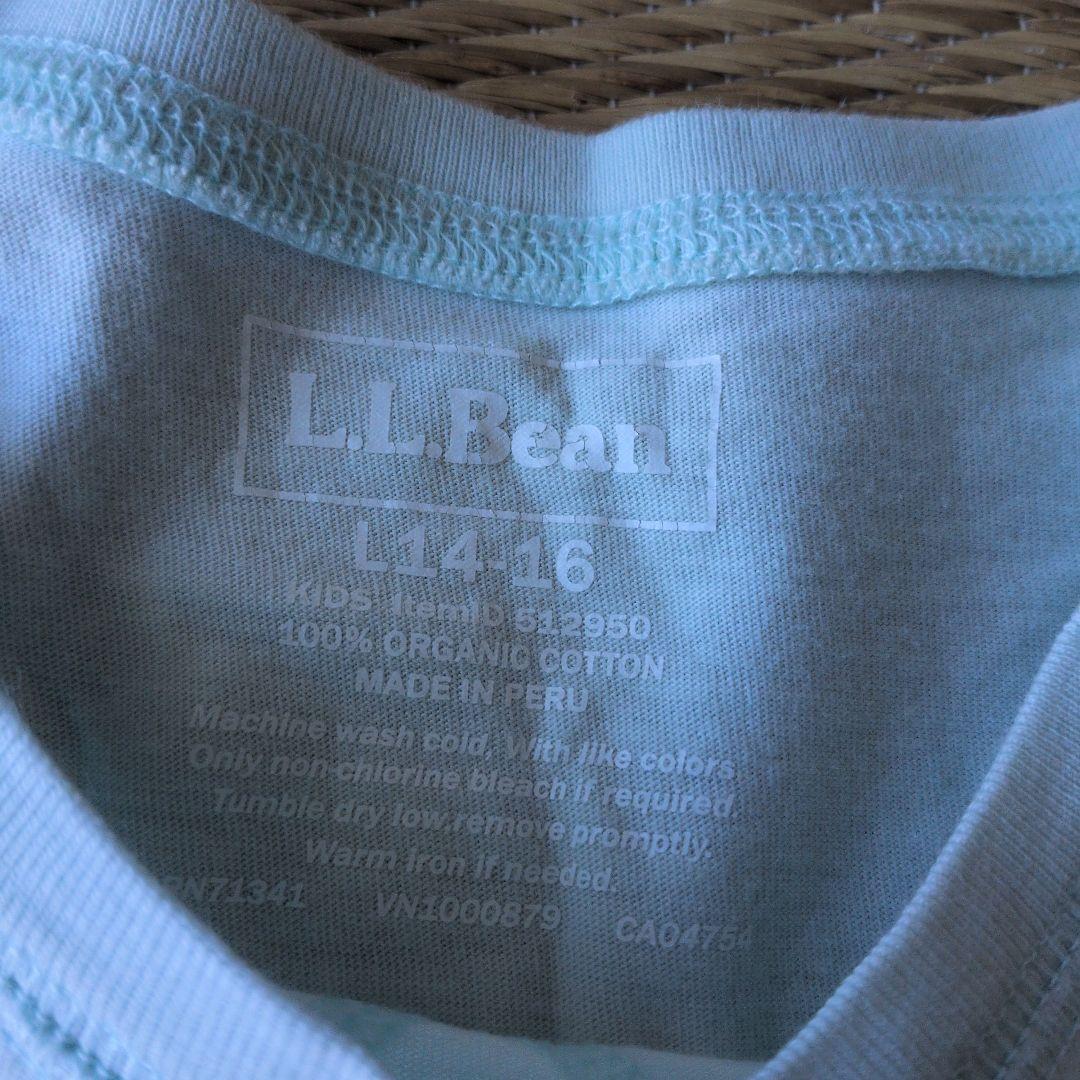 L.L.Bean
L14-16
KIDS ItemID 512950
100% ORGANIC COTTON
MADE IN PERU
Machine wash cold. With like colors
Only non-chlorine bleach if required.
Tumble dry low.remove promptly.
Warm Iron if needed.
RN71341 VN1000879 CA04754